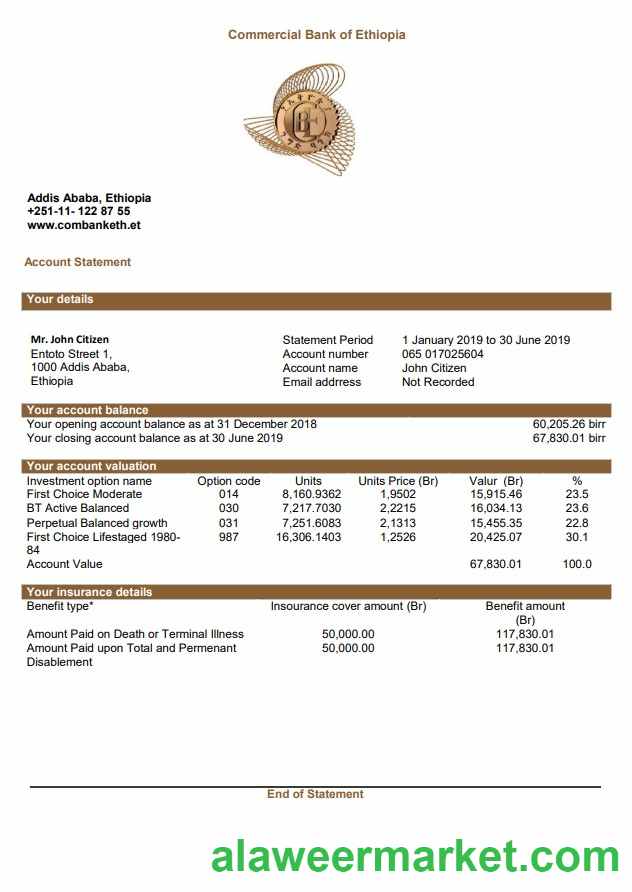 Commercial Bank of Ethiopia
CBE
Addis Ababa, Ethiopia
+251-11- 122 87 55
www.combanketh.et
Account Statement
Your details
Mr. John Citizen
Entoto Street 1,
1000 Addis Ababa,
Ethiopia
Statement Period 1 January 2019 to 30 June 2019
Account number 065 017025604
Account name John Citizen
Email adrress Not Recorded
Your account balance
Your opening account balance as at 31 December 2018 60,205.26 birr
Your closing account balance as at 30 June 2019 67,830.01 birr
Your account valuation
Investment option name Option code Units Units Price (Br) Valur (Br) %
First Choice Moderate 014 8,160.9362 1,9502 15,915.46 23.5
BT Active Balanced 030 7,217.7030 2,2215 16,034.13 23.6
Perpetual Balanced growth 031 7,251.6083 2,1313 15,455.35 22.8
First Choice Lifestaged 1980- 987 16,306.1403 1,2526 20,425.07 30.1
84
Account Value 67,830.01 100.0
Your insurance details
Benefit type* Insourance cover amount (Br) Benefit amount
(Br)
Amount Paid on Death or Terminal Illness 50,000.00 117,830.01
Amount Paid upon Total and Permenant 50,000.00 117,830.01
Disablement
End of Statement
alaweermarket.com